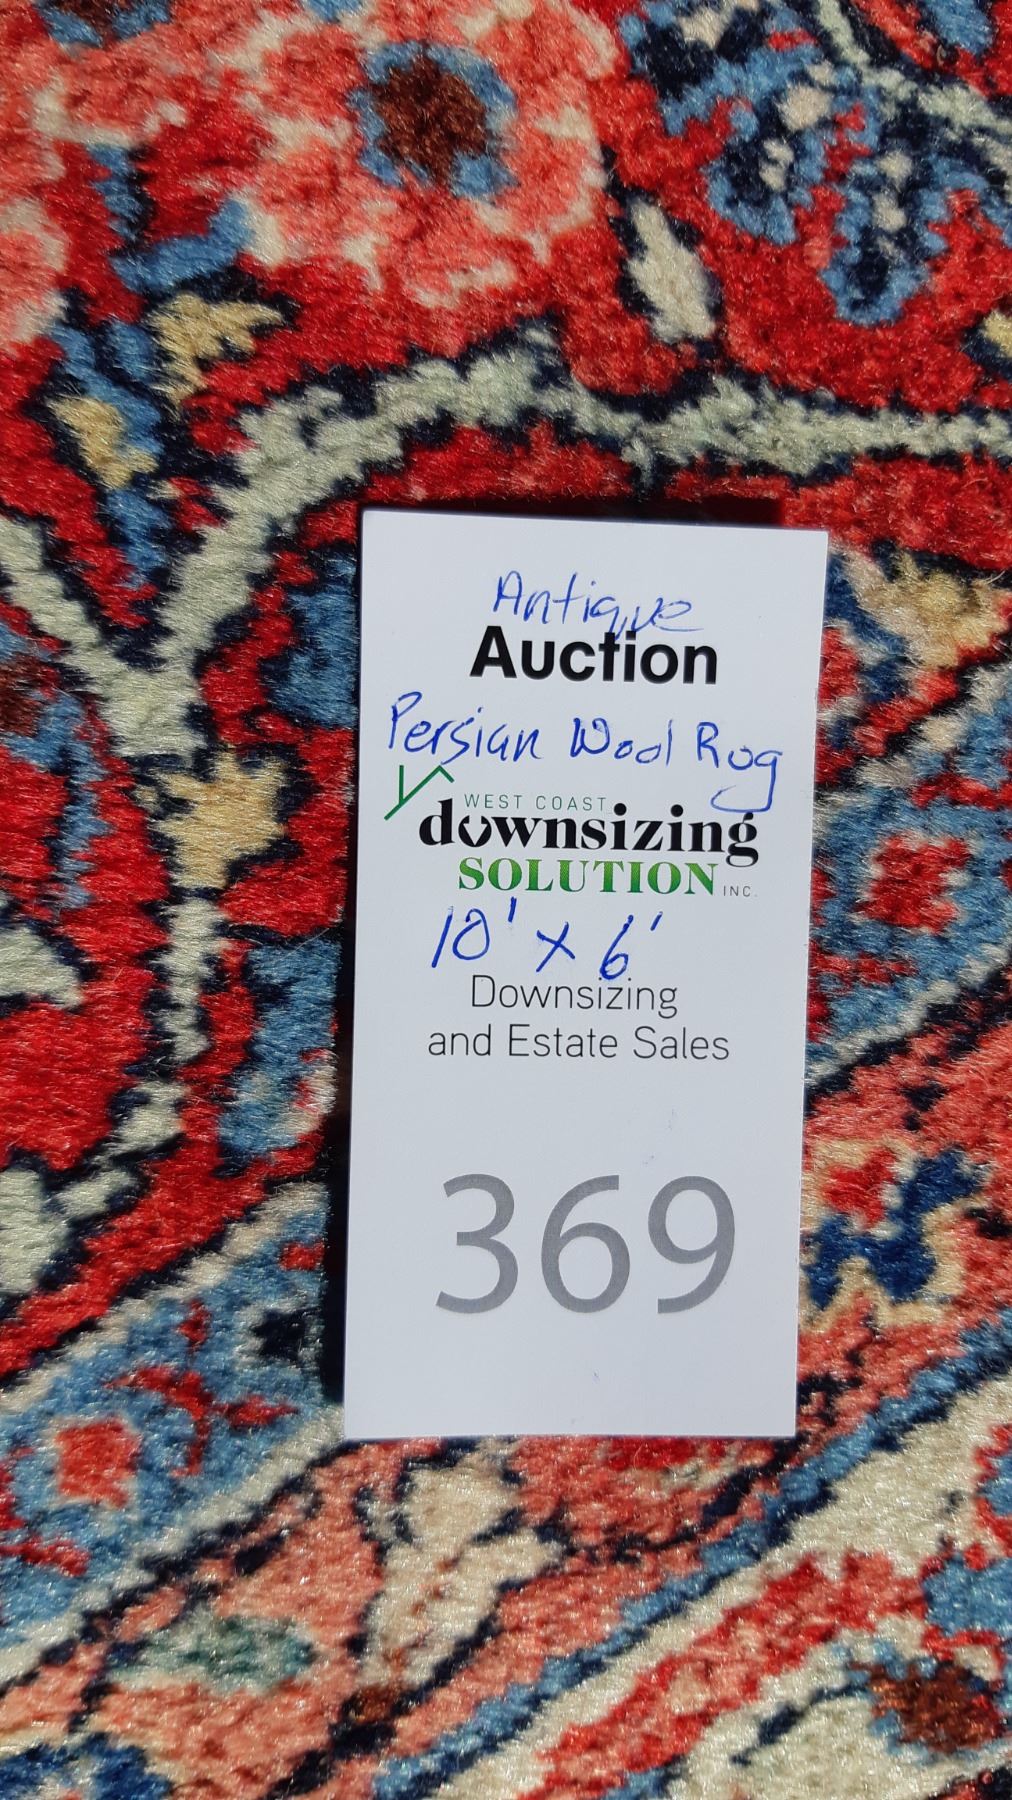 Antique
Auction
Persian Wool Rug
WEST COAST
downsizing
SOLUTION INC.
10' x 6'
Downsizing
and Estate Sales
369